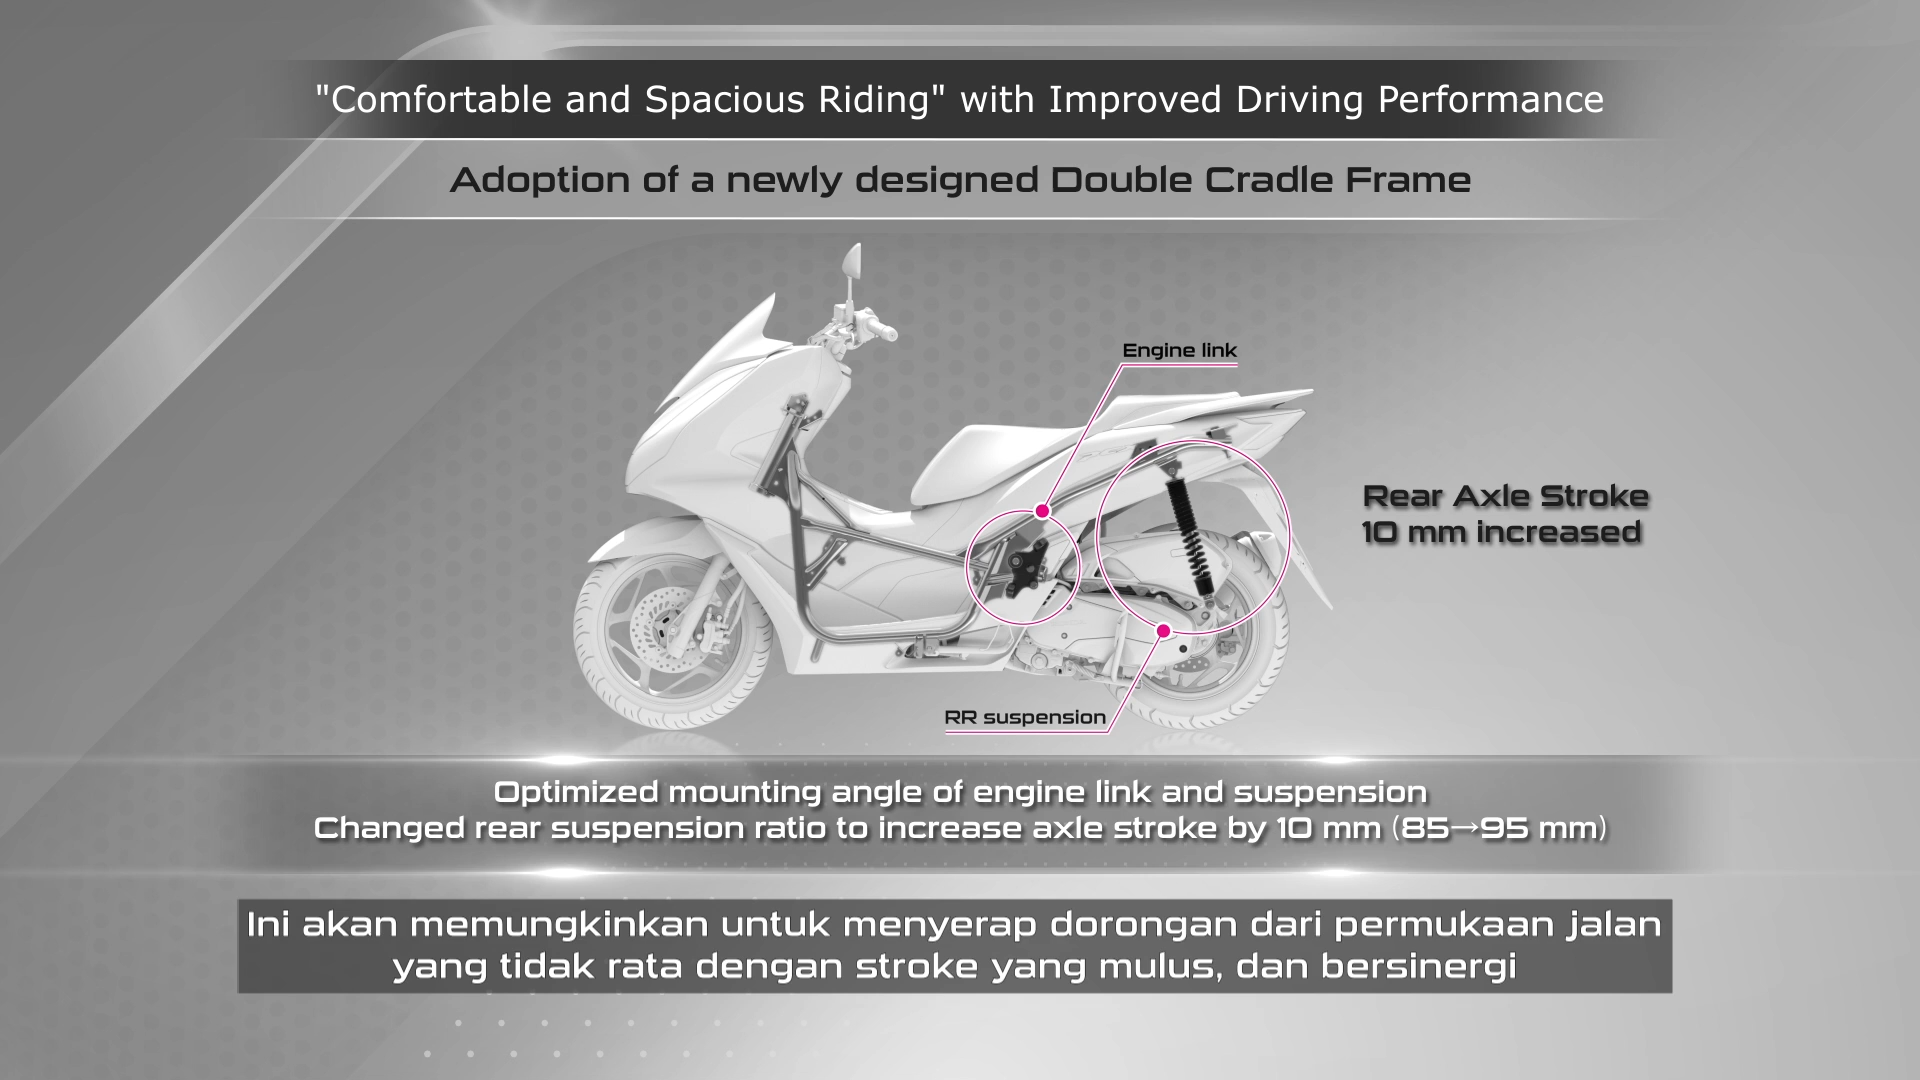 "Comfortable and Spacious Riding" with Improved Driving Performance
Adoption of a newly designed Double Cradle Frame
Engine link
Rear Axle Stroke
10 mm increased
RR suspension
Optimized mounting angle of engine link and suspension
Changed rear suspension ratio to increase axle stroke by 10 mm (85→95 mm)
Ini akan memungkinkan untuk menyerap dorongan dari permukaan jalan
yang tidak rata dengan stroke yang mulus, dan bersinergi